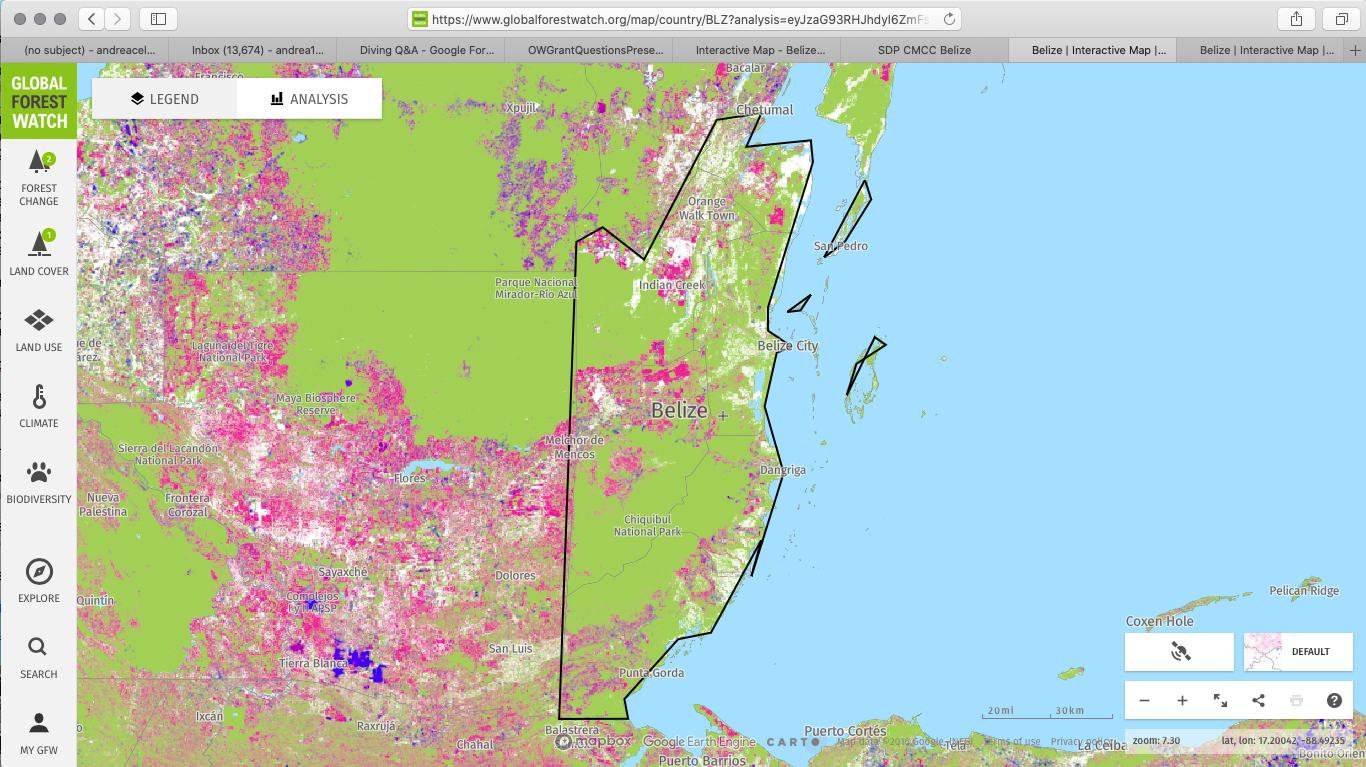 https://www.globalforestwatch.org/map/country/BLZ?analysis=eyJzaG93RHJhdyI6ZmFs
(no subject) - andreacel...
Inbox (13,674) - andrea1...
Diving Q&A - Google For...
OWGrantQuestionsPrese...
Interactive Map - Belize...
SDP CMCC Belize
Belize | Interactive Map |...
Belize | Interactive Map |...
GLOBAL
FOREST
WATCH
LEGEND
ANALYSIS
2
FOREST
CHANGE
1
LAND COVER
LAND USE
CLIMATE
BIODIVERSITY
EXPLORE
SEARCH
MY GFW
Francisco
Bacalar
Xpujil
Chetumal
Orange
Walk Town
San Pedro
Parque Nacional
Mirador-Río Azul
Indian Creek
Laguna del Tigre
National Park
Belize City
Maya Biosphere
Reserve
Belize
Melchor de
Mencos
Sierra del Lacandón
National Park
Flores
Dangriga
Nueva
Palestina
Frontera
Corozal
Chiquibul
National Park
Sayaxché
Dolores
Complejos
I y II APSP
Quintin
Pelican Ridge
Coxen Hole
San Luis
Tierra Blanca
Punta Gorda
DEFAULT
Ixcán
Raxrujá
Chahal
Balastrera
Puerto Cortés
Tela
La Ceiba
Puerto Barrios
Bonito Orien
20mi
30km
mapbox
Google Earth Engine
CARTO
Map data ©2016 Google, INEGI
Terms of use
Privacy policy
zoom: 7.30
lat, lon: 17.20042, -88.49235